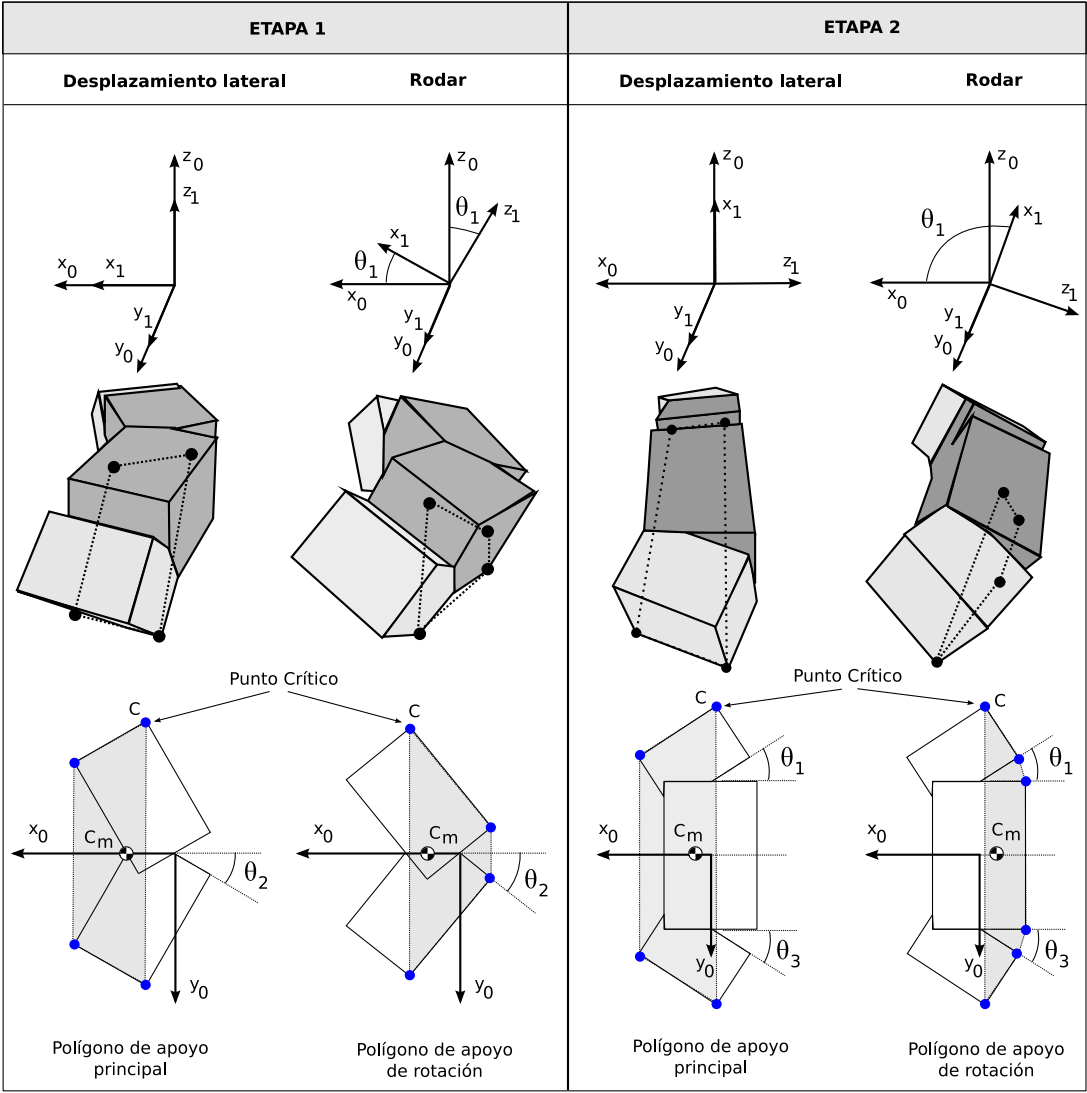 ETAPA 1
ETAPA 2
Desplazamiento lateral
Rodar
Desplazamiento lateral
Rodar
z0
z1
x0
x1
y1
y0
z0
θ1
z1
x1
θ1
x0
y1
y0
z0
x1
x0
z1
y1
y0
z0
θ1
x1
x0
z1
y1
y0
Punto Crítico
C
C
x0
Cm
θ2
y0
x0
Cm
θ2
y0
Punto Crítico
C
C
θ1
θ1
x0
Cm
y0
θ3
x0
Cm
y0
θ3
Polígono de apoyo
principal
Polígono de apoyo
de rotación
Polígono de apoyo
principal
Polígono de apoyo
de rotación